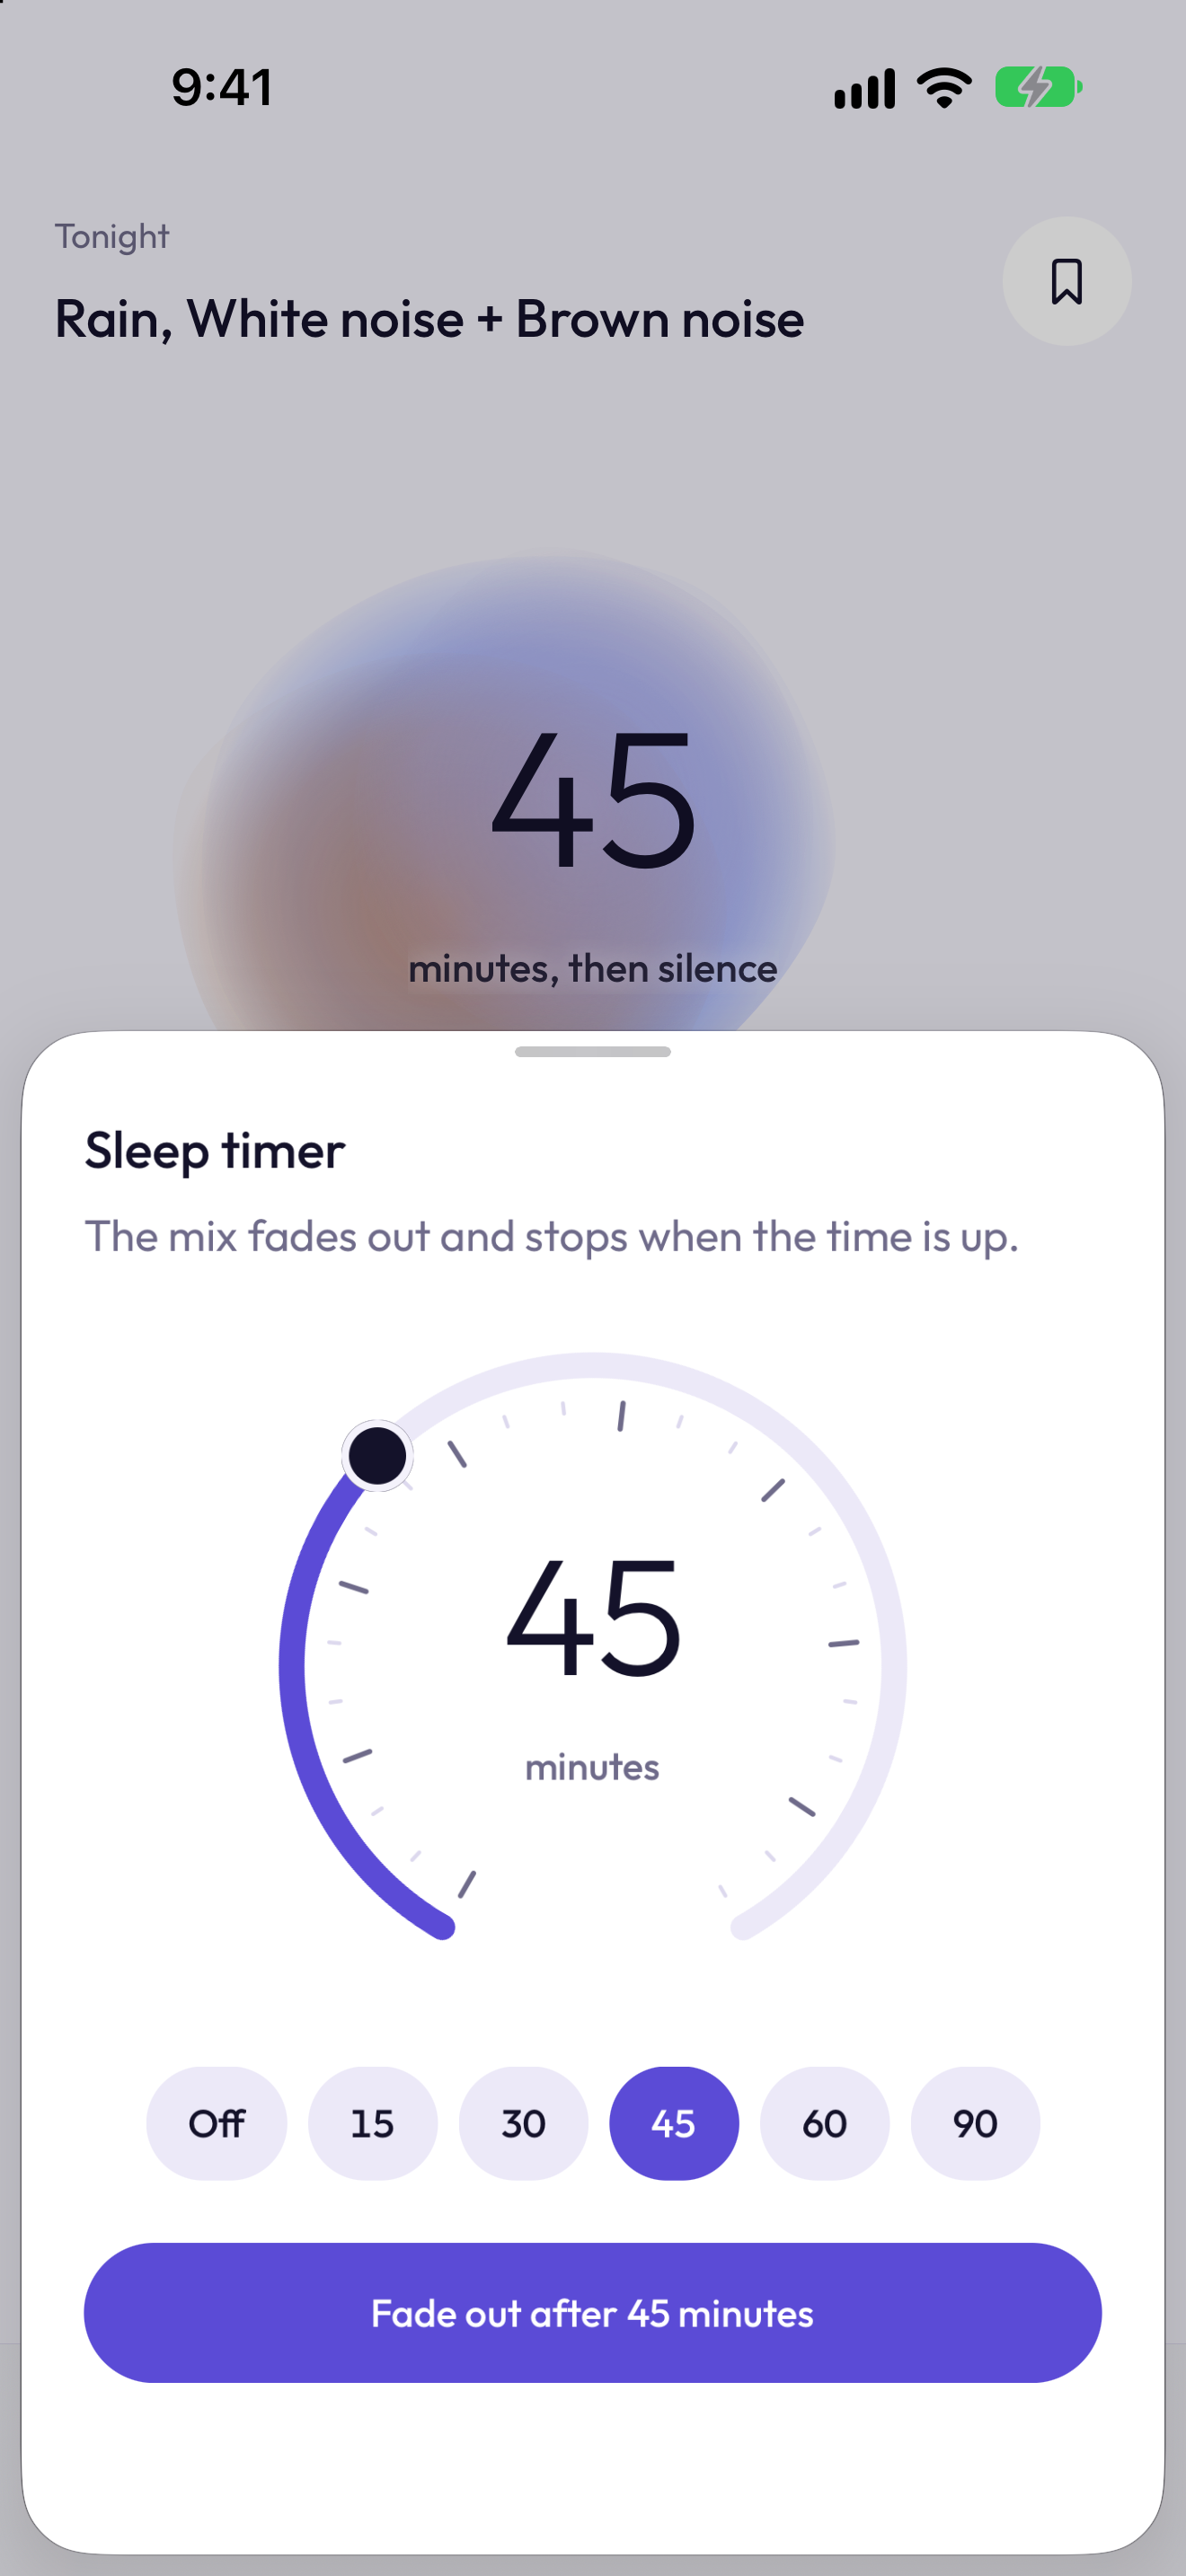 9:41
Tonight
Rain, White noise + Brown noise
45
minutes, then silence
Sleep timer
The mix fades out and stops when the time is up.
45
minutes
Off 15 30 45 60 90
Fade out after 45 minutes